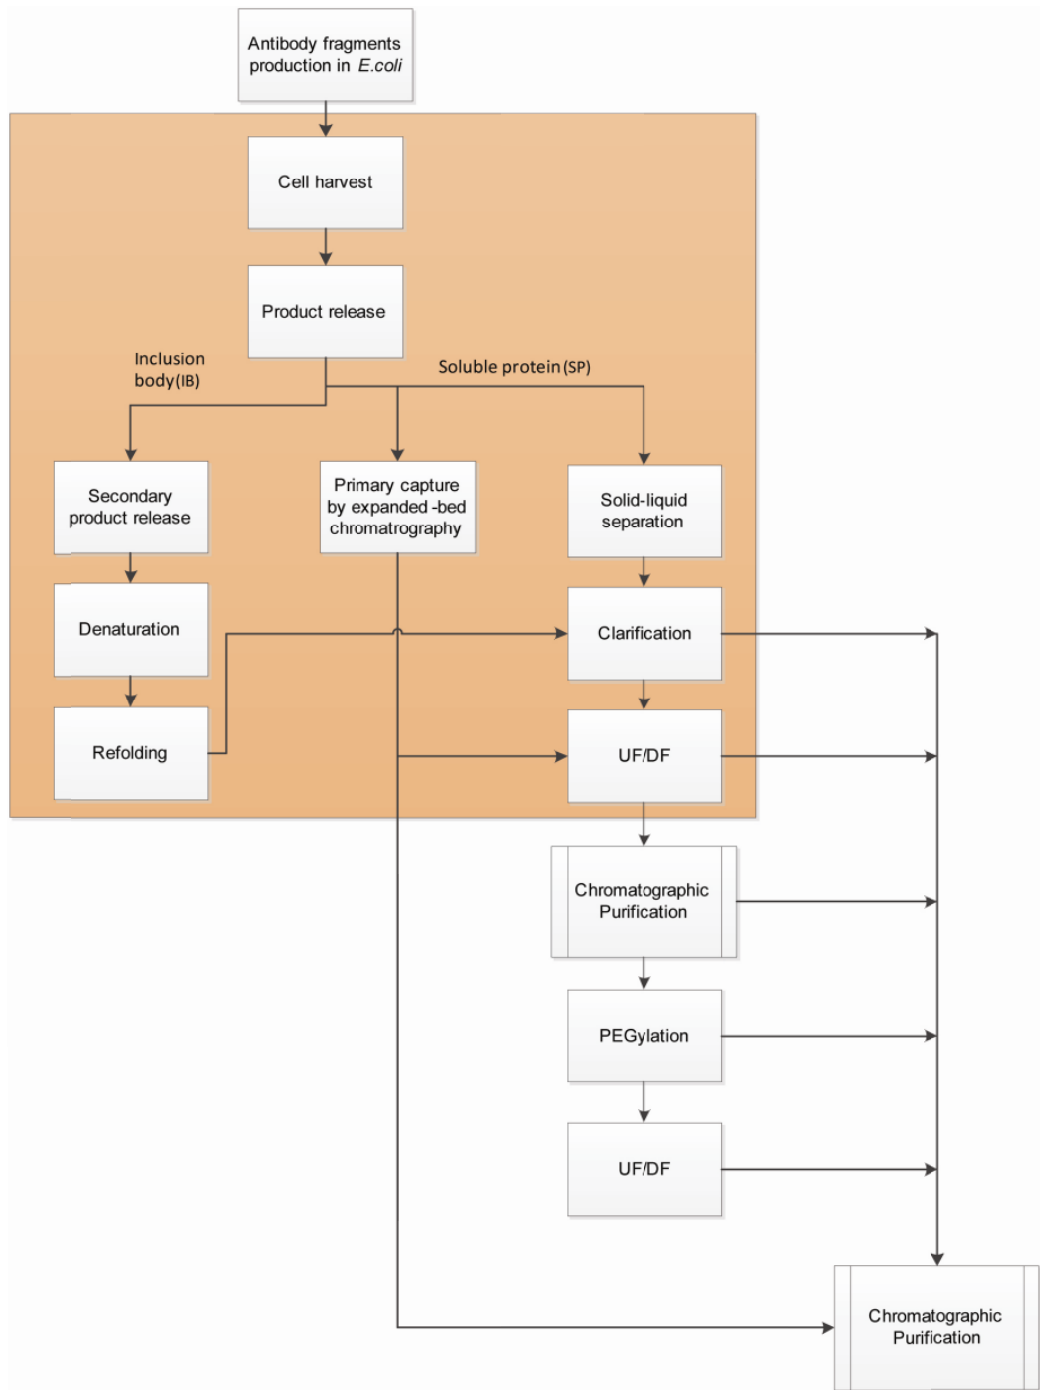 Antibody fragments
production in E.coli
Cell harvest
Product release
Inclusion
body(IB)
Soluble protein(SP)
Secondary
product release
Primary capture
by expanded -bed
chromatrography
Solid-liquid
separation
Denaturation
Clarification
Refolding
UF/DF
Chromatographic
Purification
PEGylation
UF/DF
Chromatographic
Purification